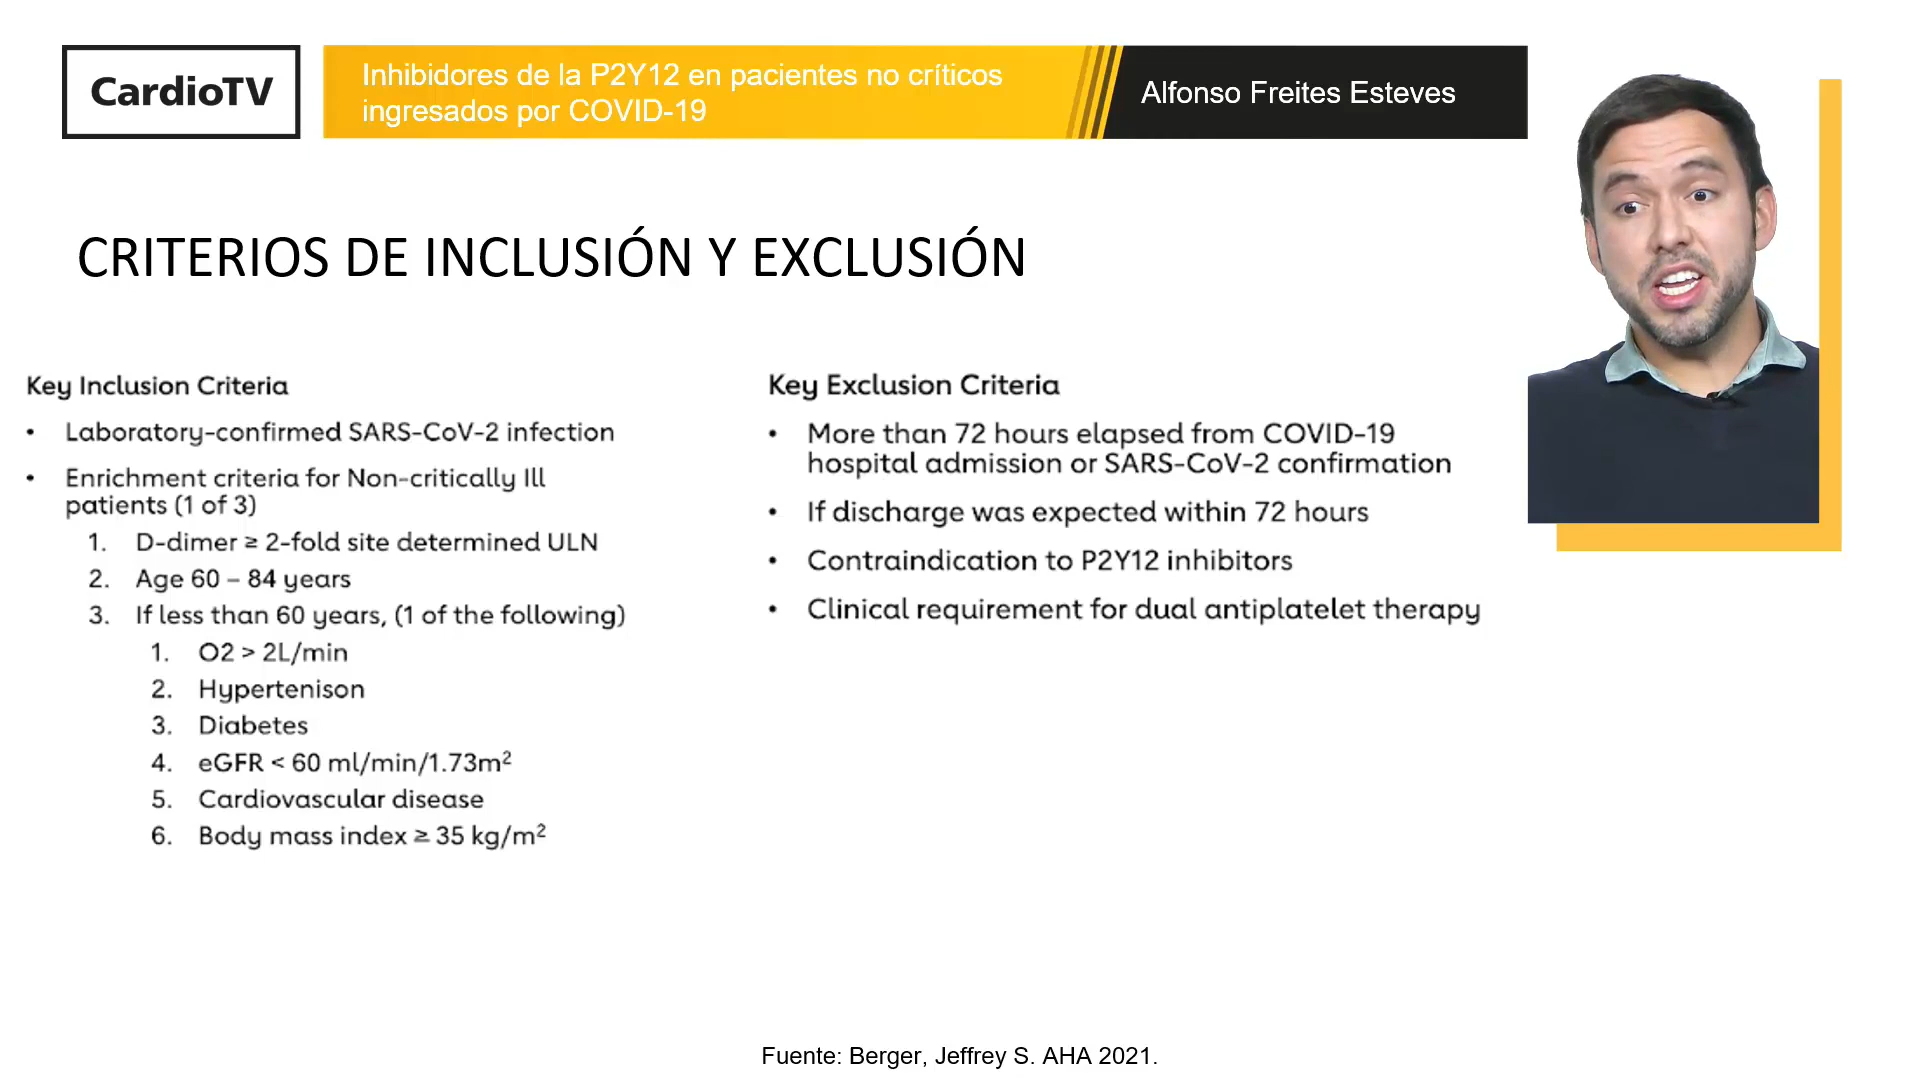 CardioTV
Inhibidores de la P2Y12 en pacientes no críticos
ingresados por COVID-19
Alfonso Freites Esteves
CRITERIOS DE INCLUSIÓN Y EXCLUSIÓN
Key Inclusion Criteria
• Laboratory-confirmed SARS-CoV-2 infection
• Enrichment criteria for Non-critically Ill
patients (1 of 3)
1. D-dimer ≥ 2-fold site determined ULN
2. Age 60 – 84 years
3. If less than 60 years, (1 of the following)
1. O2 > 2L/min
2. Hypertenison
3. Diabetes
4. eGFR < 60 ml/min/1.73m²
5. Cardiovascular disease
6. Body mass index ≥ 35 kg/m²
Key Exclusion Criteria
• More than 72 hours elapsed from COVID-19
hospital admission or SARS-CoV-2 confirmation
• If discharge was expected within 72 hours
• Contraindication to P2Y12 inhibitors
• Clinical requirement for dual antiplatelet therapy
Fuente: Berger, Jeffrey S. AHA 2021.